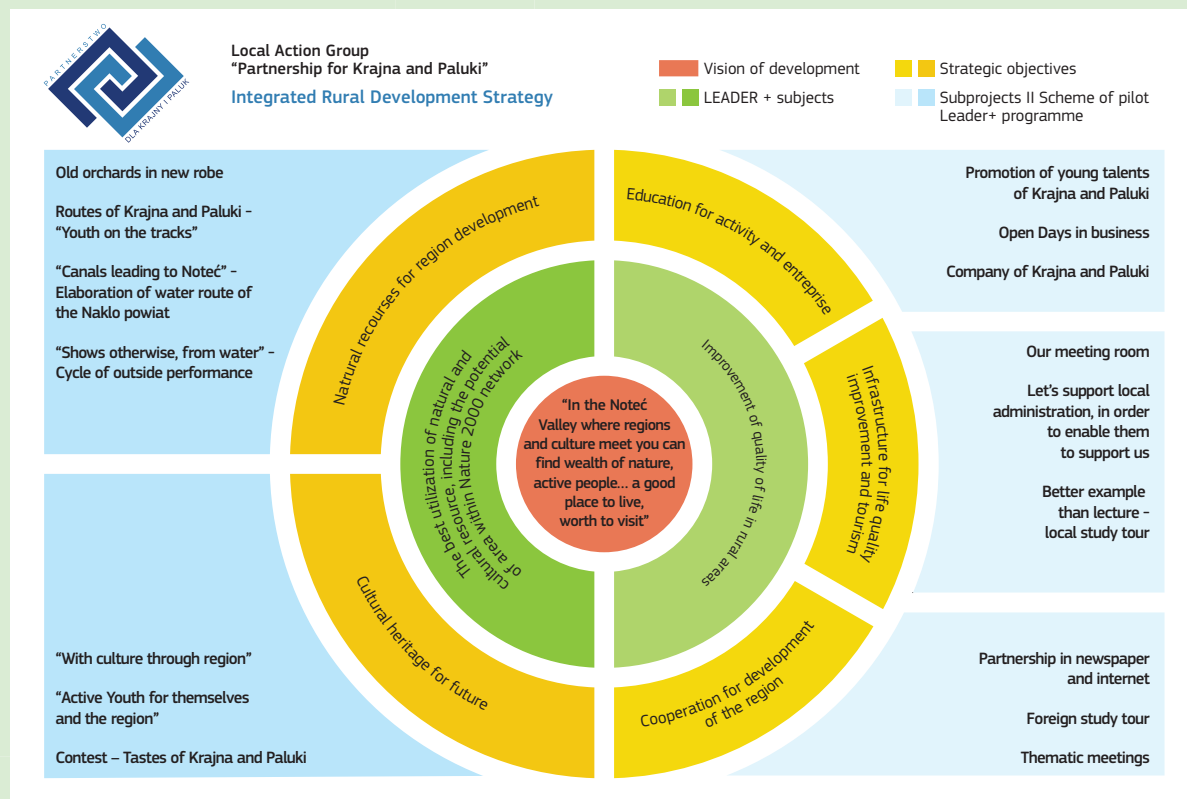 PARTNERSTWO
DLA KRAJNY I PALUK
Local Action Group
“Partnership for Krajna and Paluki”
Integrated Rural Development Strategy
Vision of development
LEADER + subjects
Strategic objectives
Subprojects II Scheme of pilot
Leader+ programme
Old orchards in new robe
Routes of Krajna and Paluki –
“Youth on the tracks”
“Canals leading to Noteć” –
Elaboration of water route of
the Naklo powiat
“Shows otherwise, from water” –
Cycle of outside performance
“With culture through region”
“Active Youth for themselves
and the region”
Contest – Tastes of Krajna and Paluki
Natrural recourses for region development
Cultural heritage for future
The best utilization of natural and
cultural resource, including the potential
of area within Nature 2000 network
“In the Noteć
Valley where regions
and culture meet you can
find wealth of nature,
active people... a good
place to live,
worth to visit”
Improvement of quality of life in rural areas
Education for activity and entreprise
Infrastructure for life quality
improvement and tourism
Cooperation for development
of the region
Promotion of young talents
of Krajna and Paluki
Open Days in business
Company of Krajna and Paluki
Our meeting room
Let’s support local
administration, in order
to enable them
to support us
Better example
than lecture –
local study tour
Partnership in newspaper
and internet
Foreign study tour
Thematic meetings